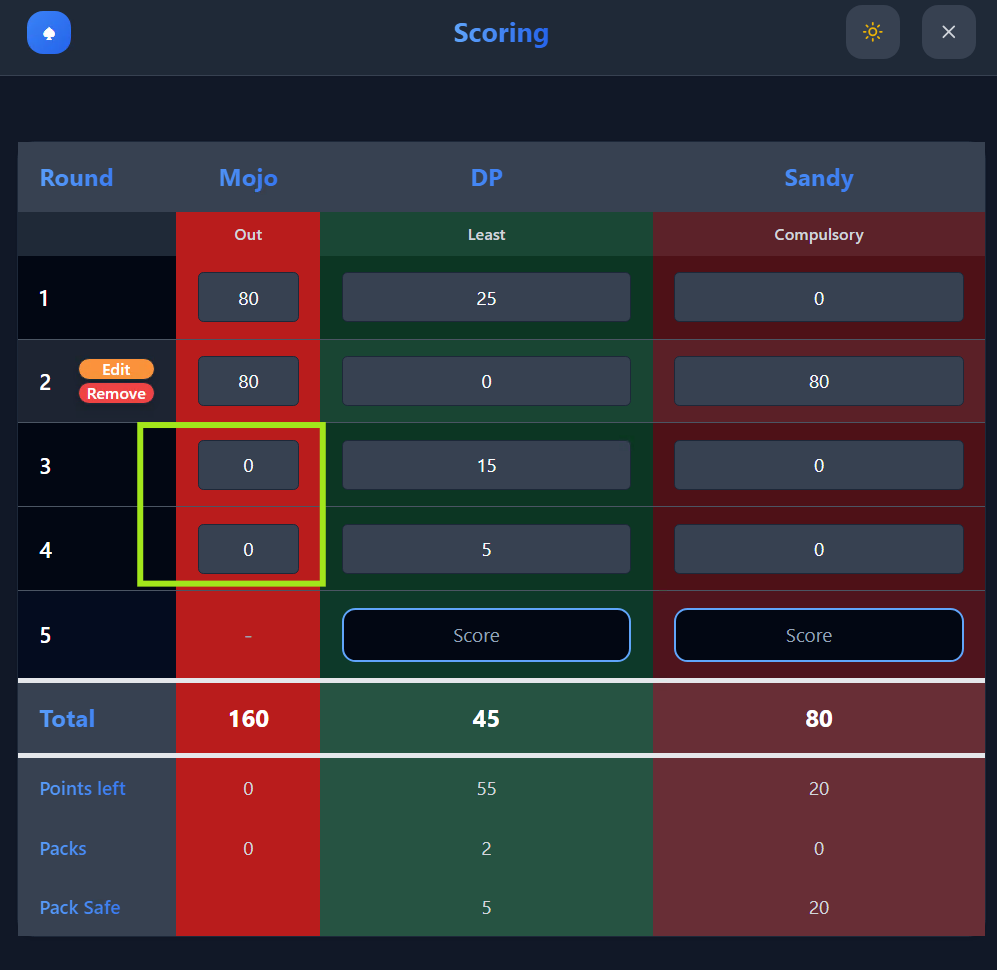 Scoring
Round Mojo DP Sandy
Out Least Compulsory
1 80 25 0
2 Edit Remove 80 0 80
3 0 15 0
4 0 5 0
5 - Score Score
Total 160 45 80
Points left 0 55 20
Packs 0 2 0
Pack Safe 5 20